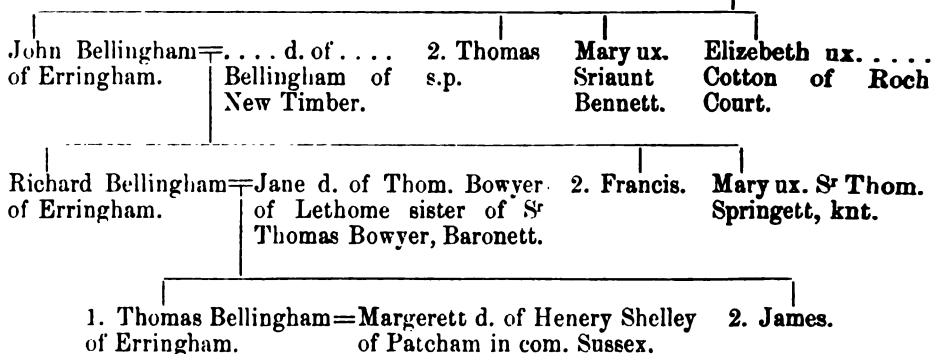 John Bellingham=. . . . d. of . . . . 2. Thomas Mary ux. Elizebeth ux. . . . . .
of Erringham. Bellingham of s.p. Sriaunt Cotton of Roch
New Timber. Bennett. Court.
Richard Bellingham=Jane d. of Thom. Bowyer 2. Francis. Mary ux. Sr Thom.
of Erringham. of Lethome sister of Sr Springett, knt.
Thomas Bowyer, Baronett.
1. Thomas Bellingham=Margerett d. of Henery Shelley 2. James.
of Erringham. of Patcham in com. Sussex.